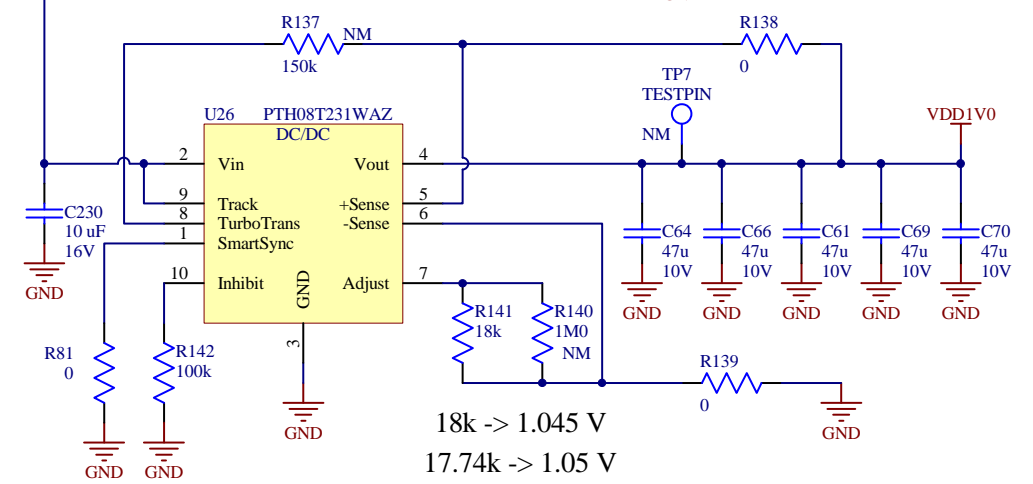 R137
NM
150k
R138
0
TP7
TESTPIN
NM
VDD1V0
U26
PTH08T231WAZ
DC/DC
2
Vin
Vout
4
9
Track
+Sense
5
8
TurboTrans
-Sense
6
1
SmartSync
10
Inhibit
GND
Adjust
7
3
C230
10 uF
16V
GND
C64
47u
10V
GND
C66
47u
10V
GND
C61
47u
10V
GND
C69
47u
10V
GND
C70
47u
10V
GND
R141
18k
R140
1M0
NM
R81
0
R142
100k
R139
0
GND
GND
GND
GND
18k -> 1.045 V
17.74k -> 1.05 V